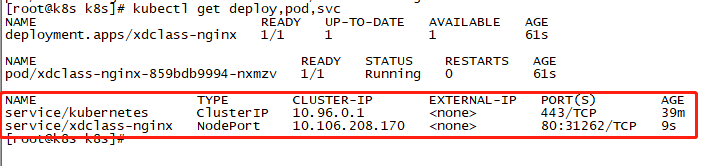 [root@k8s k8s]# kubectl get deploy,pod,svc
NAME READY UP-TO-DATE AVAILABLE AGE
deployment.apps/xdclass-nginx 1/1 1 1 61s
NAME READY STATUS RESTARTS AGE
pod/xdclass-nginx-859bdb9994-nxmzv 1/1 Running 0 61s
NAME TYPE CLUSTER-IP EXTERNAL-IP PORT(S) AGE
service/kubernetes ClusterIP 10.96.0.1 <none> 443/TCP 39m
service/xdclass-nginx NodePort 10.106.208.170 <none> 80:31262/TCP 9s
[root@k8s k8s]#